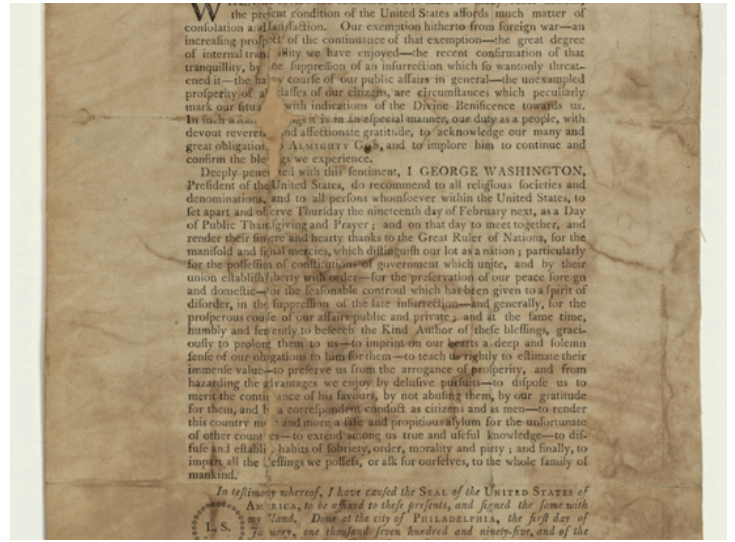 the present condition of the United States affords much matter of
consolation and satisfaction. Our exemption hitherto from foreign war—an
increasing prospect of the continuance of that exemption—the great degree
of internal tran illity we have enjoyed—the recent confirmation of that
tranquillity, by the suppression of an insurrection which so wantonly threat-
ened it—the ha y courſe of our public affairs in general—the unexampled
proſperity of a claſſes of our citizens, are circumſtances which peculiarly
mark our ſitua with indications of the Divine Benificence towards us.
In ſuch a it is in an eſpecial manner, our duty as a people, with
devout reveren nd affectionate gratitude, to acknowledge our many and
great obligatio ALMIGHTY GOD, and to implore him to continue and
confirm the ble gs we experience.
Deeply penet ted with this ſentiment, I GEORGE WASHINGTON,
Preſident of the United States, do recommend to all religious ſocieties and
denominations, and to all perſons whomſoever within the United States, to
ſet apart and oſerve Thurſday the nineteenth day of February next, as a Day
of Public Thanſgiving and Prayer; and on that day to meet together, and
render their ſincere and hearty thanks to the Great Ruler of Nations, for the
manifold and ſignal mercies, which diſtinguiſh our lot as a nation; particularly
for the poſſeſſion of conſtitutions of government which unite, and by their
union eſtabliſh liberty with order—for the preſervation of our peace foreign
and domeſtic—for the ſeaſonable controul which has been given to a ſpirit of
diſorder, in the ſuppreſſion of the late inſurrection—and generally, for the
proſperous courſe of our affairs public and private; and at the ſame time,
humbly and fervently to beſeech the Kind Author of theſe bleſſings, graci-
ouſly to prolong them to us—to imprint on our hearts a deep and ſolemn
ſenſe of our obligations to him for them—to teach us rightly to eſtimate their
immenſe value—to preſerve us from the arrogance of proſperity, and from
hazarding the advantages we enjoy by deluſive purſuits—to diſpoſe us to
merit the contin ance of his favours, by not abuſing them, by our gratitude
for them, and b a correſpondent conduct as citizens and as men—to render
this country mo and more a ſafe and propitious aſylum for the unfortunate
of other countries—to extend among us true and uſeful knowledge—to dif-
fuſe and eſtabli habits of ſobriety, order, morality and piety; and finally, to
impart all the bleſſings we poſſeſs, or aſk for ourſelves, to the whole family of
mankind.
In teſtimony whereof, I have cauſed the SEAL of the UNITED STATES of
AMERICA, to be affixed to theſe preſents, and ſigned the ſame with
my Hand. Done at the city of PHILADELPHIA, the firſt day of
L. S.
Ja uary, one thouſand ſeven hundred and ninety-five, and of the